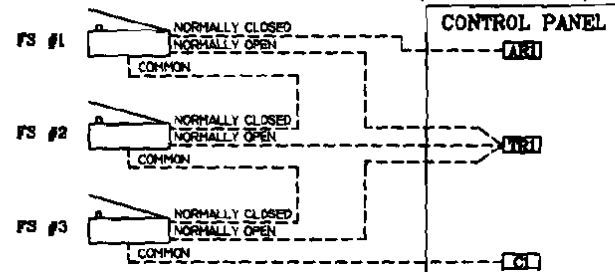 CONTROL PANEL
FS #1
NORMALLY CLOSED
NORMALLY OPEN
COMMON
AR1
FS #2
NORMALLY CLOSED
NORMALLY OPEN
COMMON
TR1
FS #3
NORMALLY CLOSED
NORMALLY OPEN
COMMON
C1